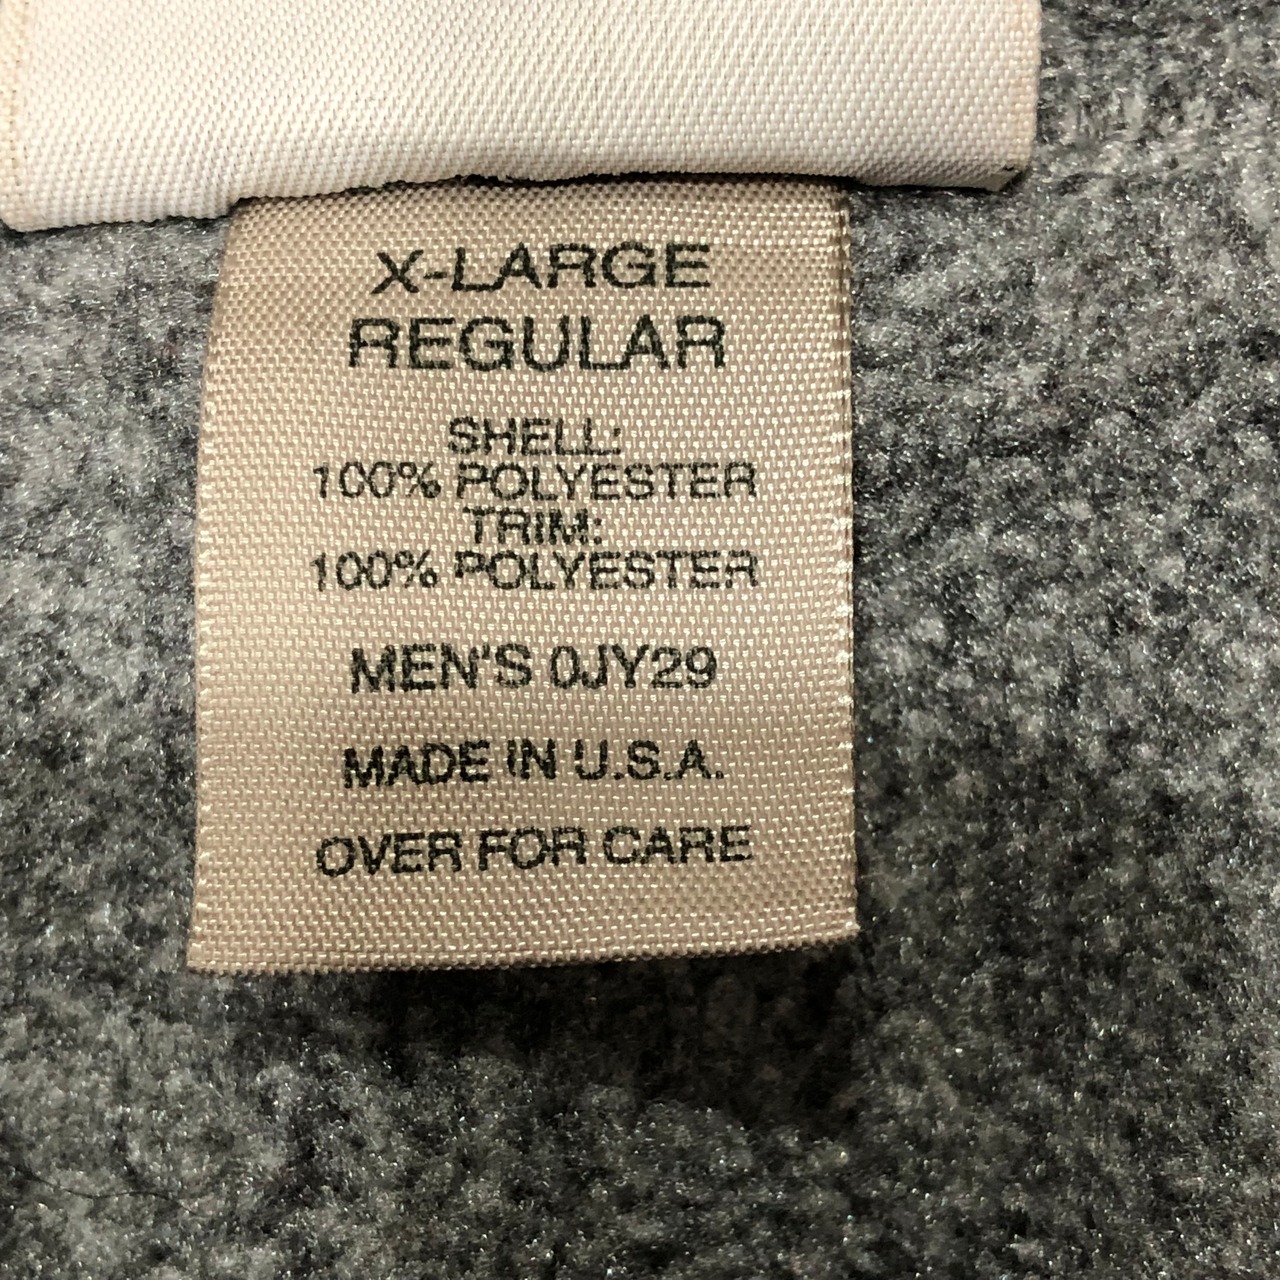 X-LARGE
REGULAR
SHELL:
100% POLYESTER
TRIM:
100% POLYESTER
MEN'S 0JY29
MADE IN U.S.A.
OVER FOR CARE